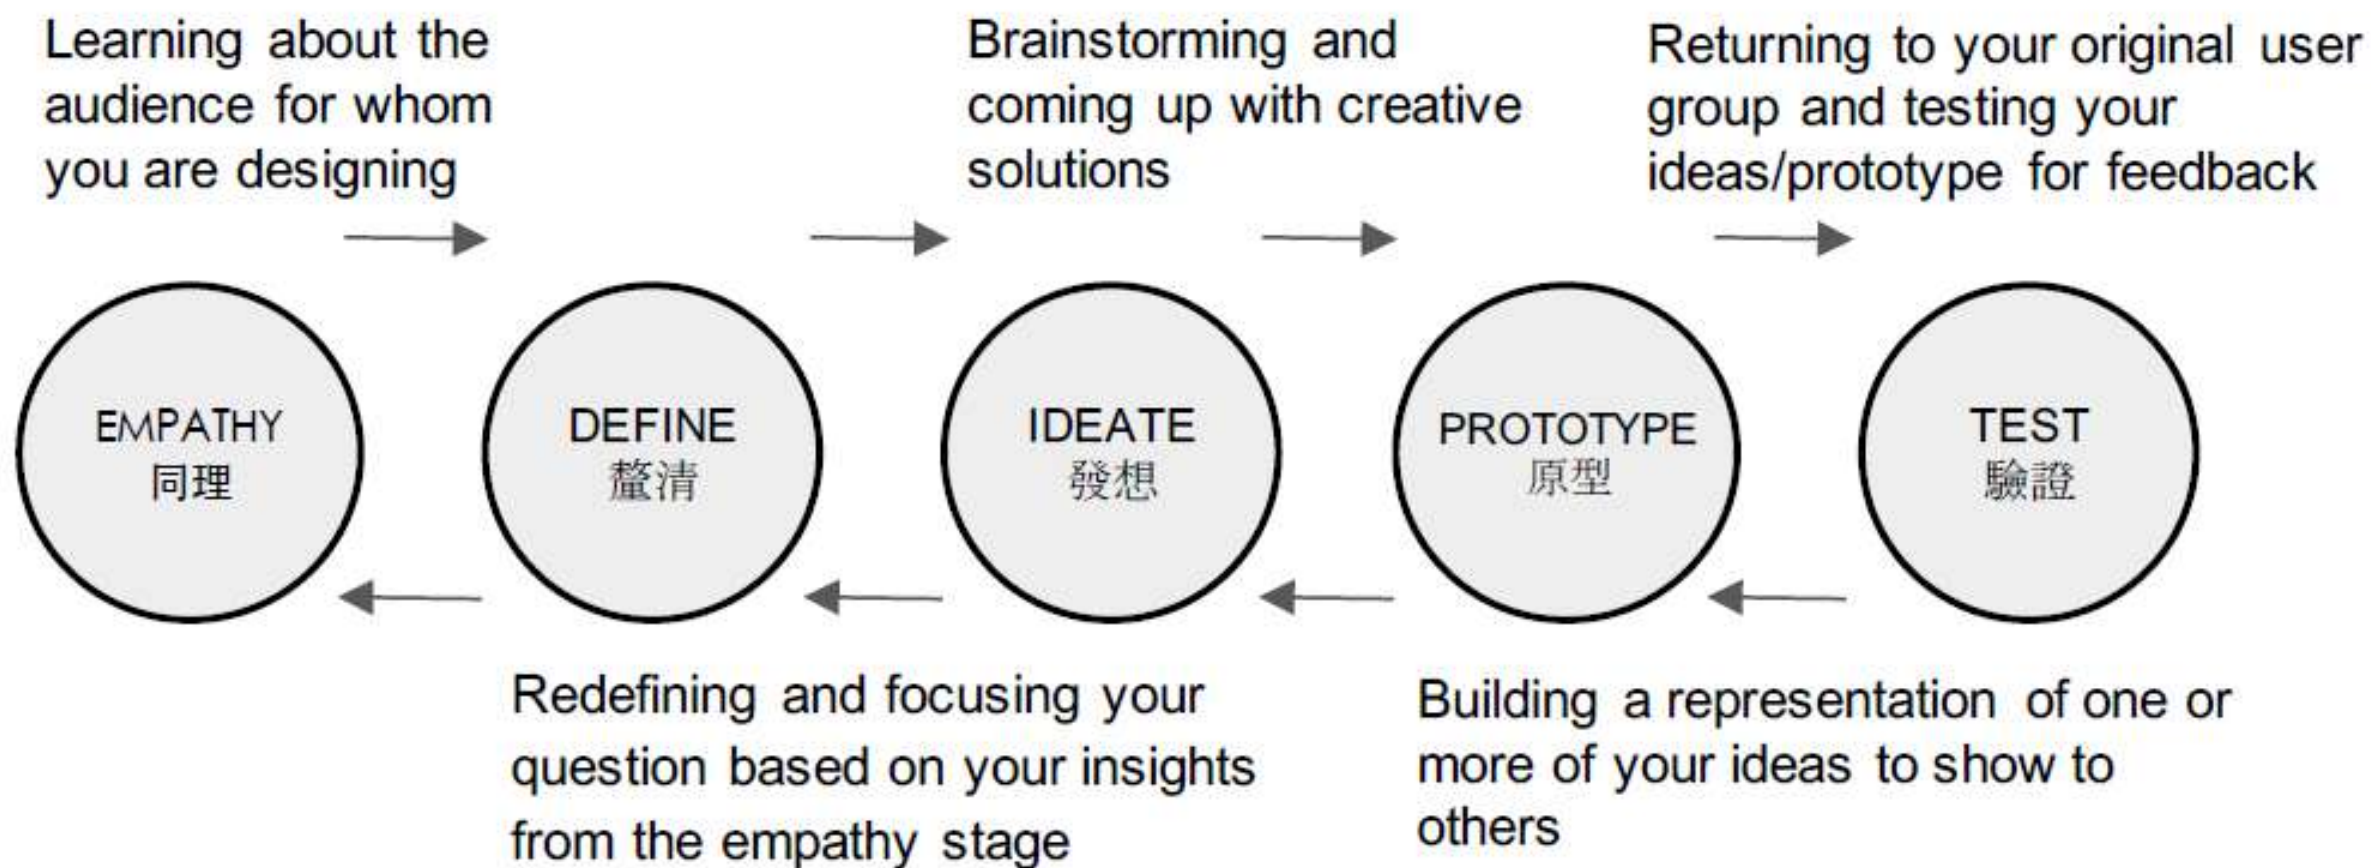 Learning about the
audience for whom
you are designing
Brainstorming and
coming up with creative
solutions
Returning to your original user
group and testing your
ideas/prototype for feedback
EMPATHY
同理
DEFINE
釐清
IDEATE
發想
PROTOTYPE
原型
TEST
驗證
Redefining and focusing your
question based on your insights
from the empathy stage
Building a representation of one or
more of your ideas to show to
others